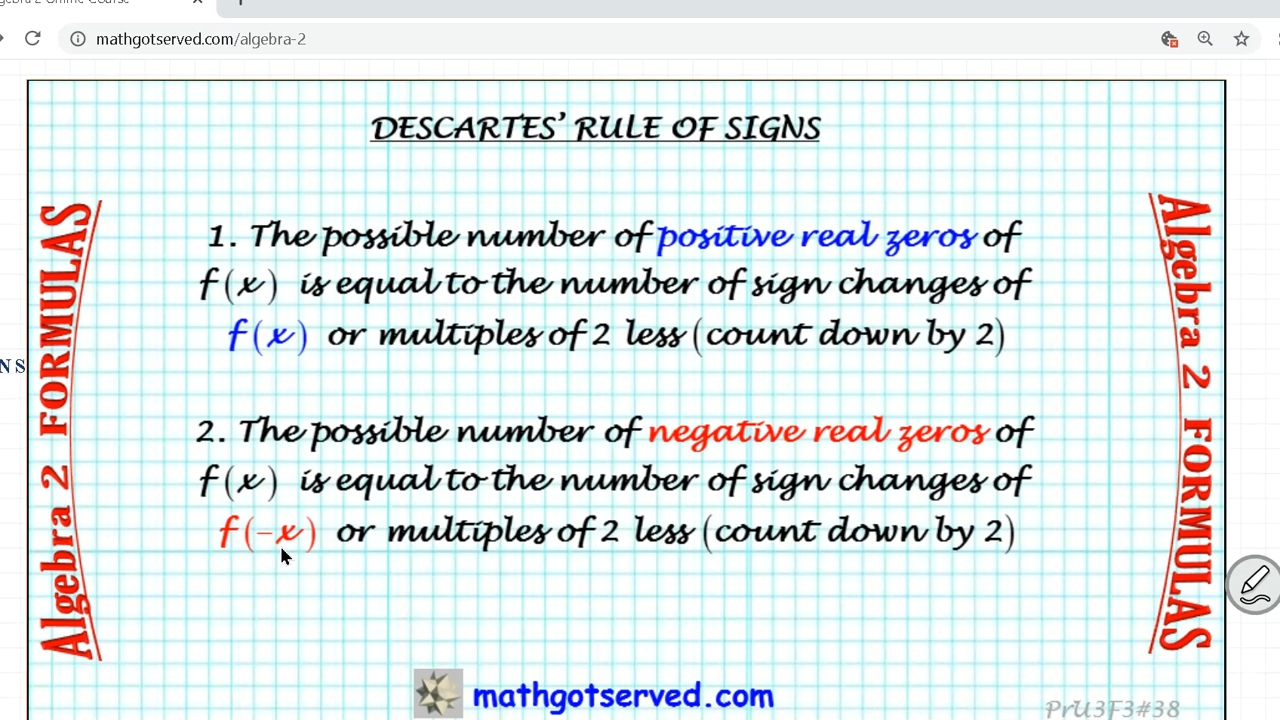 mathgotserved.com/algebra-2
DESCARTES' RULE OF SIGNS
1. The possible number of positive real zeros of
f(x) is equal to the number of sign changes of
f(x) or multiples of 2 less (count down by 2)
2. The possible number of negative real zeros of
f(x) is equal to the number of sign changes of
f(-x) or multiples of 2 less (count down by 2)
Algebra 2 FORMULAS
Algebra 2 FORMULAS
NS
mathgotserved.com
PrU3F3#38